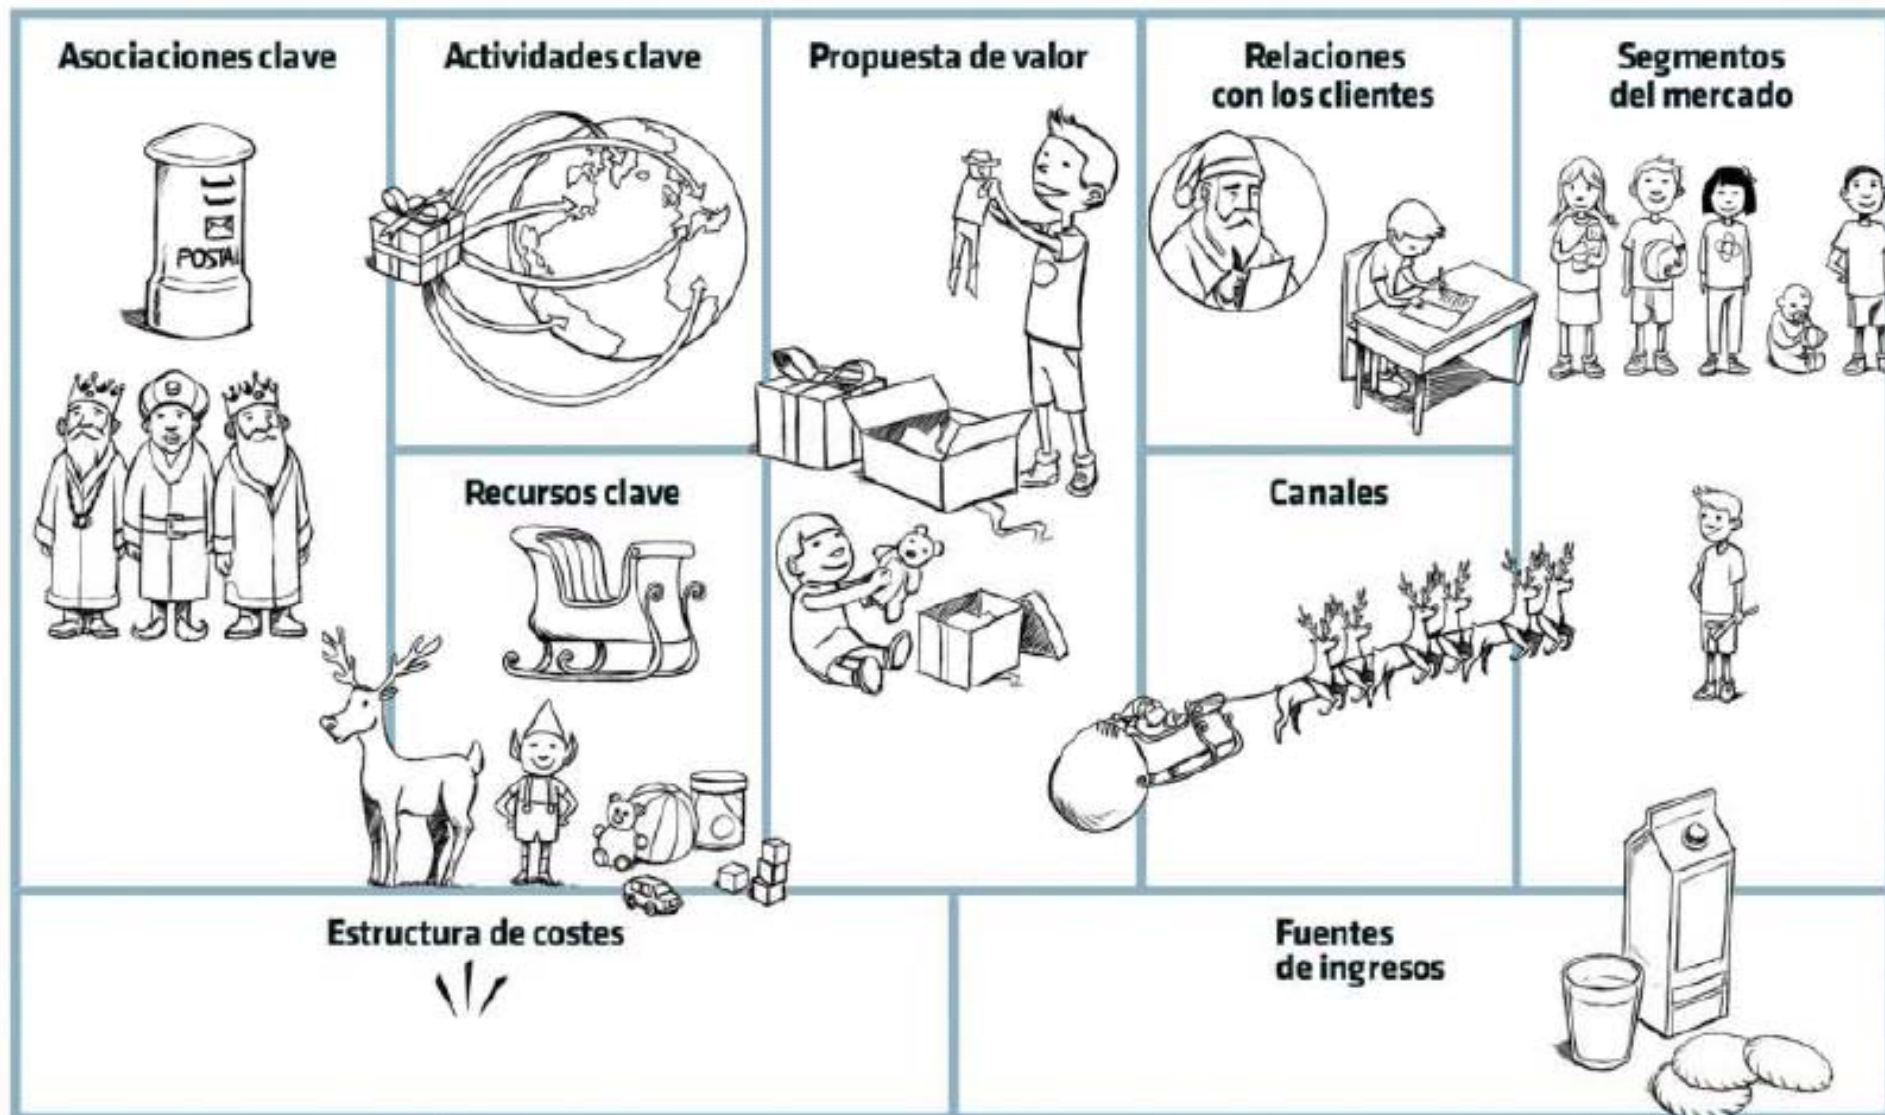 Asociaciones clave
Actividades clave
Propuesta de valor
Relaciones
con los clientes
Segmentos
del mercado
POSTAL
Recursos clave
Canales
Estructura de costes
Fuentes
de ingresos